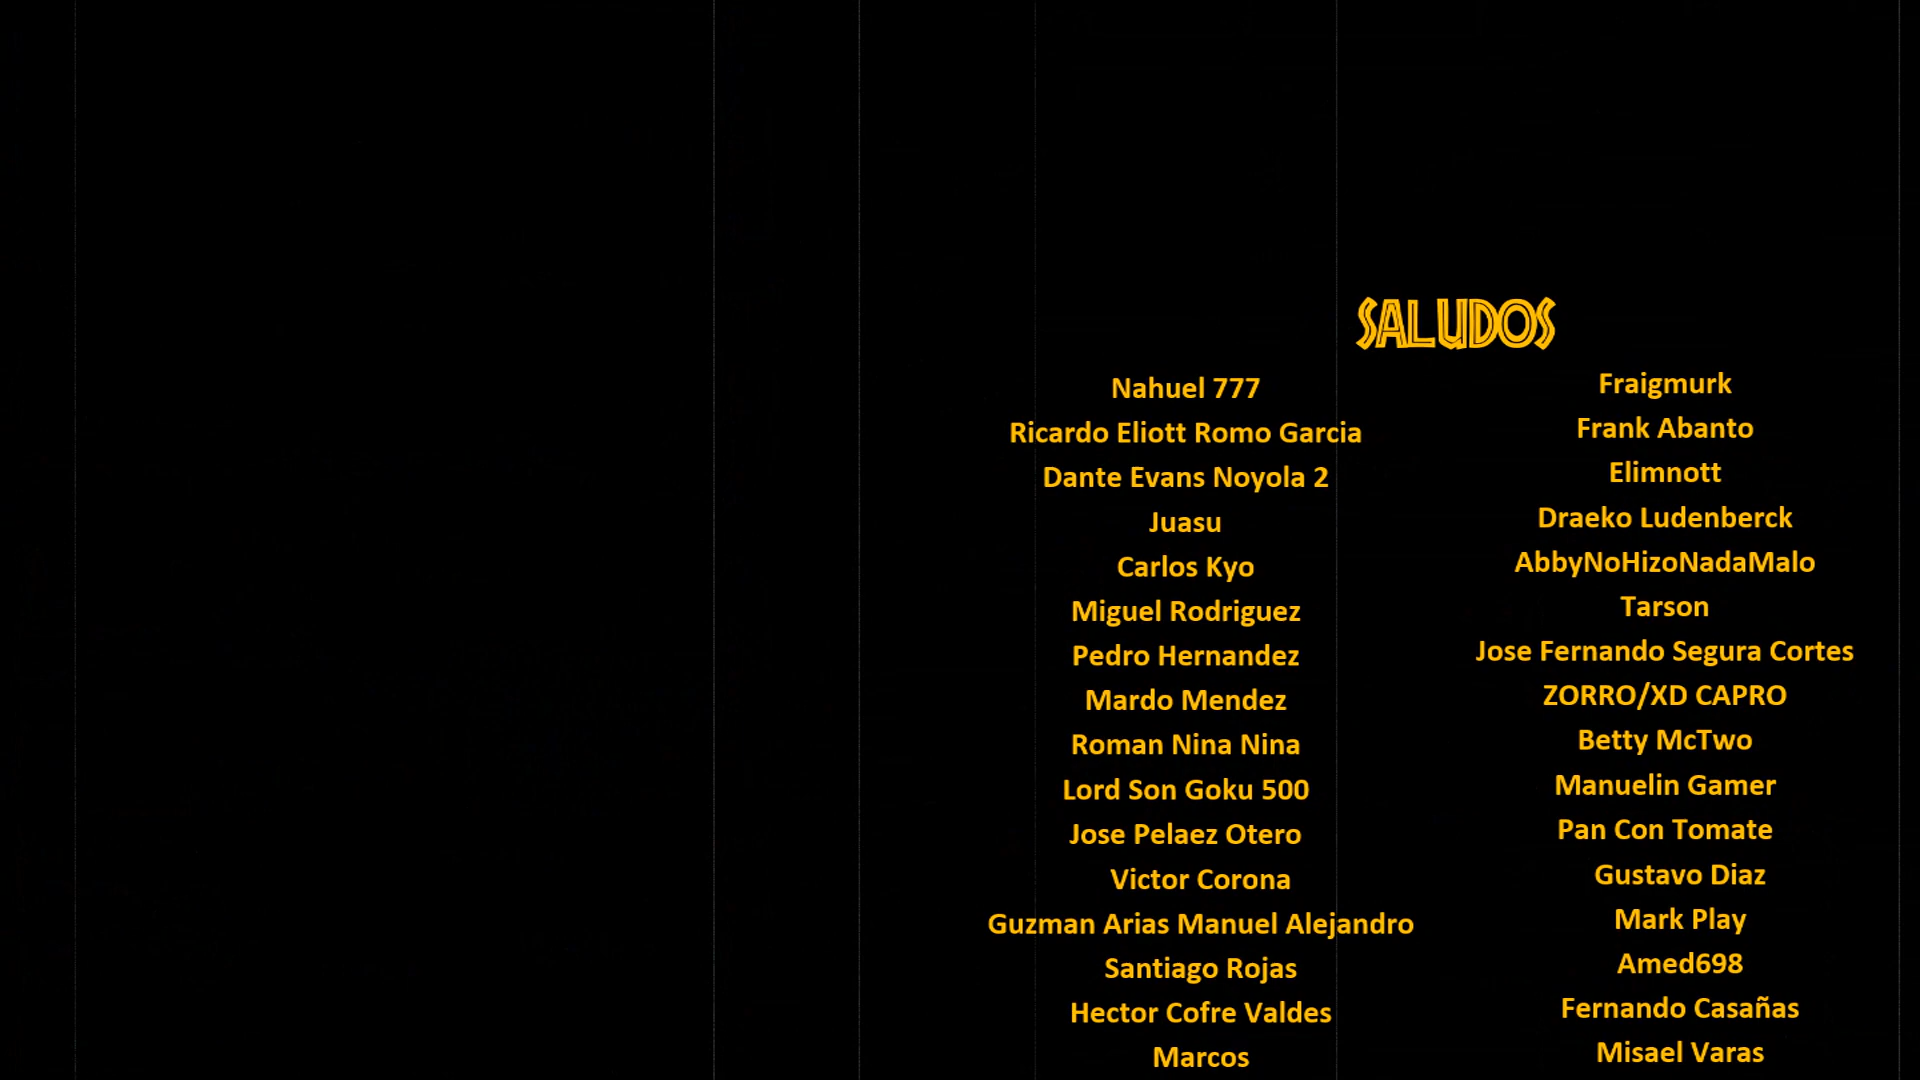 SALUDOS
Nahuel 777
Ricardo Eliott Romo Garcia
Dante Evans Noyola 2
Juasu
Carlos Kyo
Miguel Rodriguez
Pedro Hernandez
Mardo Mendez
Roman Nina Nina
Lord Son Goku 500
Jose Pelaez Otero
Victor Corona
Guzman Arias Manuel Alejandro
Santiago Rojas
Hector Cofre Valdes
Marcos
Fraigmurk
Frank Abanto
Elimnott
Draeko Ludenberck
AbbyNoHizoNadaMalo
Tarson
Jose Fernando Segura Cortes
ZORRO/XD CAPRO
Betty McTwo
Manuelin Gamer
Pan Con Tomate
Gustavo Diaz
Mark Play
Amed698
Fernando Casañas
Misael Varas